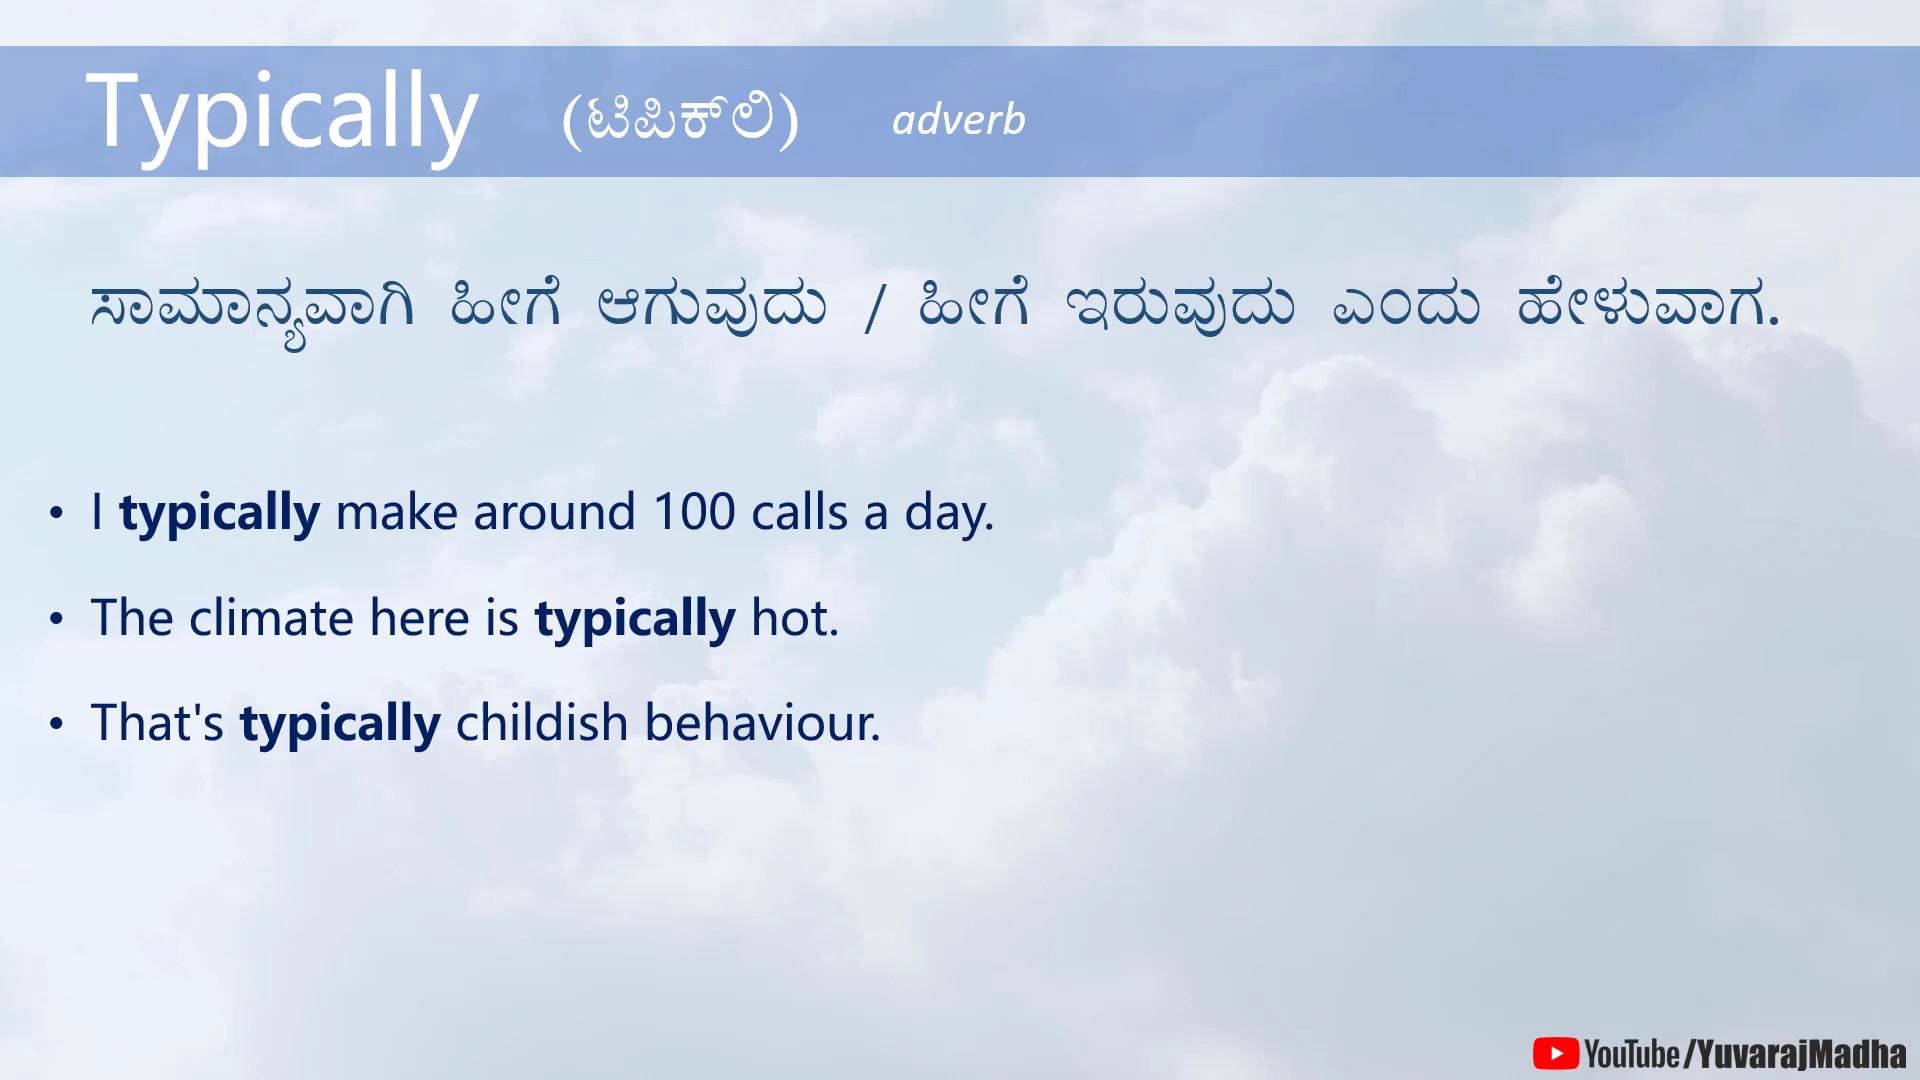 Typically (ಟಿಪಿಕ್‌ಲಿ) adverb
ಸಾಮಾನ್ಯವಾಗಿ ಹೀಗೆ ಆಗುವುದು / ಹೀಗೆ ಇರುವುದು ಎಂದು ಹೇಳುವಾಗ.
• I typically make around 100 calls a day.
• The climate here is typically hot.
• That's typically childish behaviour.
YouTube/YuvarajMadha